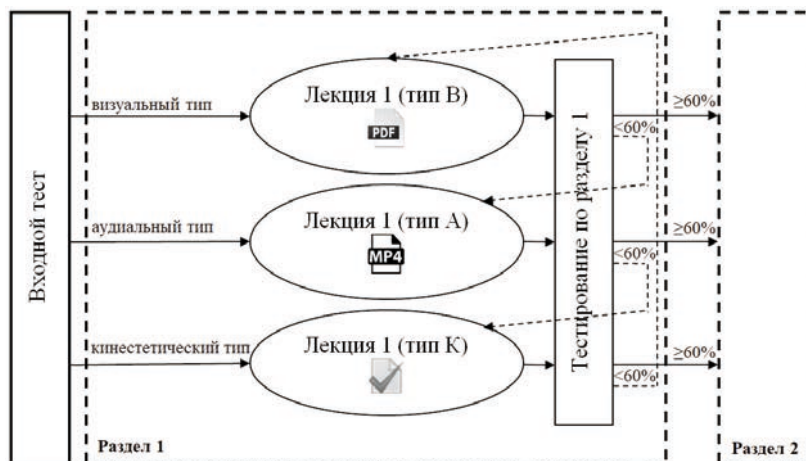 Входной тест
визуальный тип
Лекция 1 (тип В)
PDF
≥60%
<60%
аудиальный тип
Лекция 1 (тип А)
MP4
Тестирование по разделу 1
≥60%
<60%
кинестетический тип
Лекция 1 (тип К)
≥60%
<60%
Раздел 1
Раздел 2